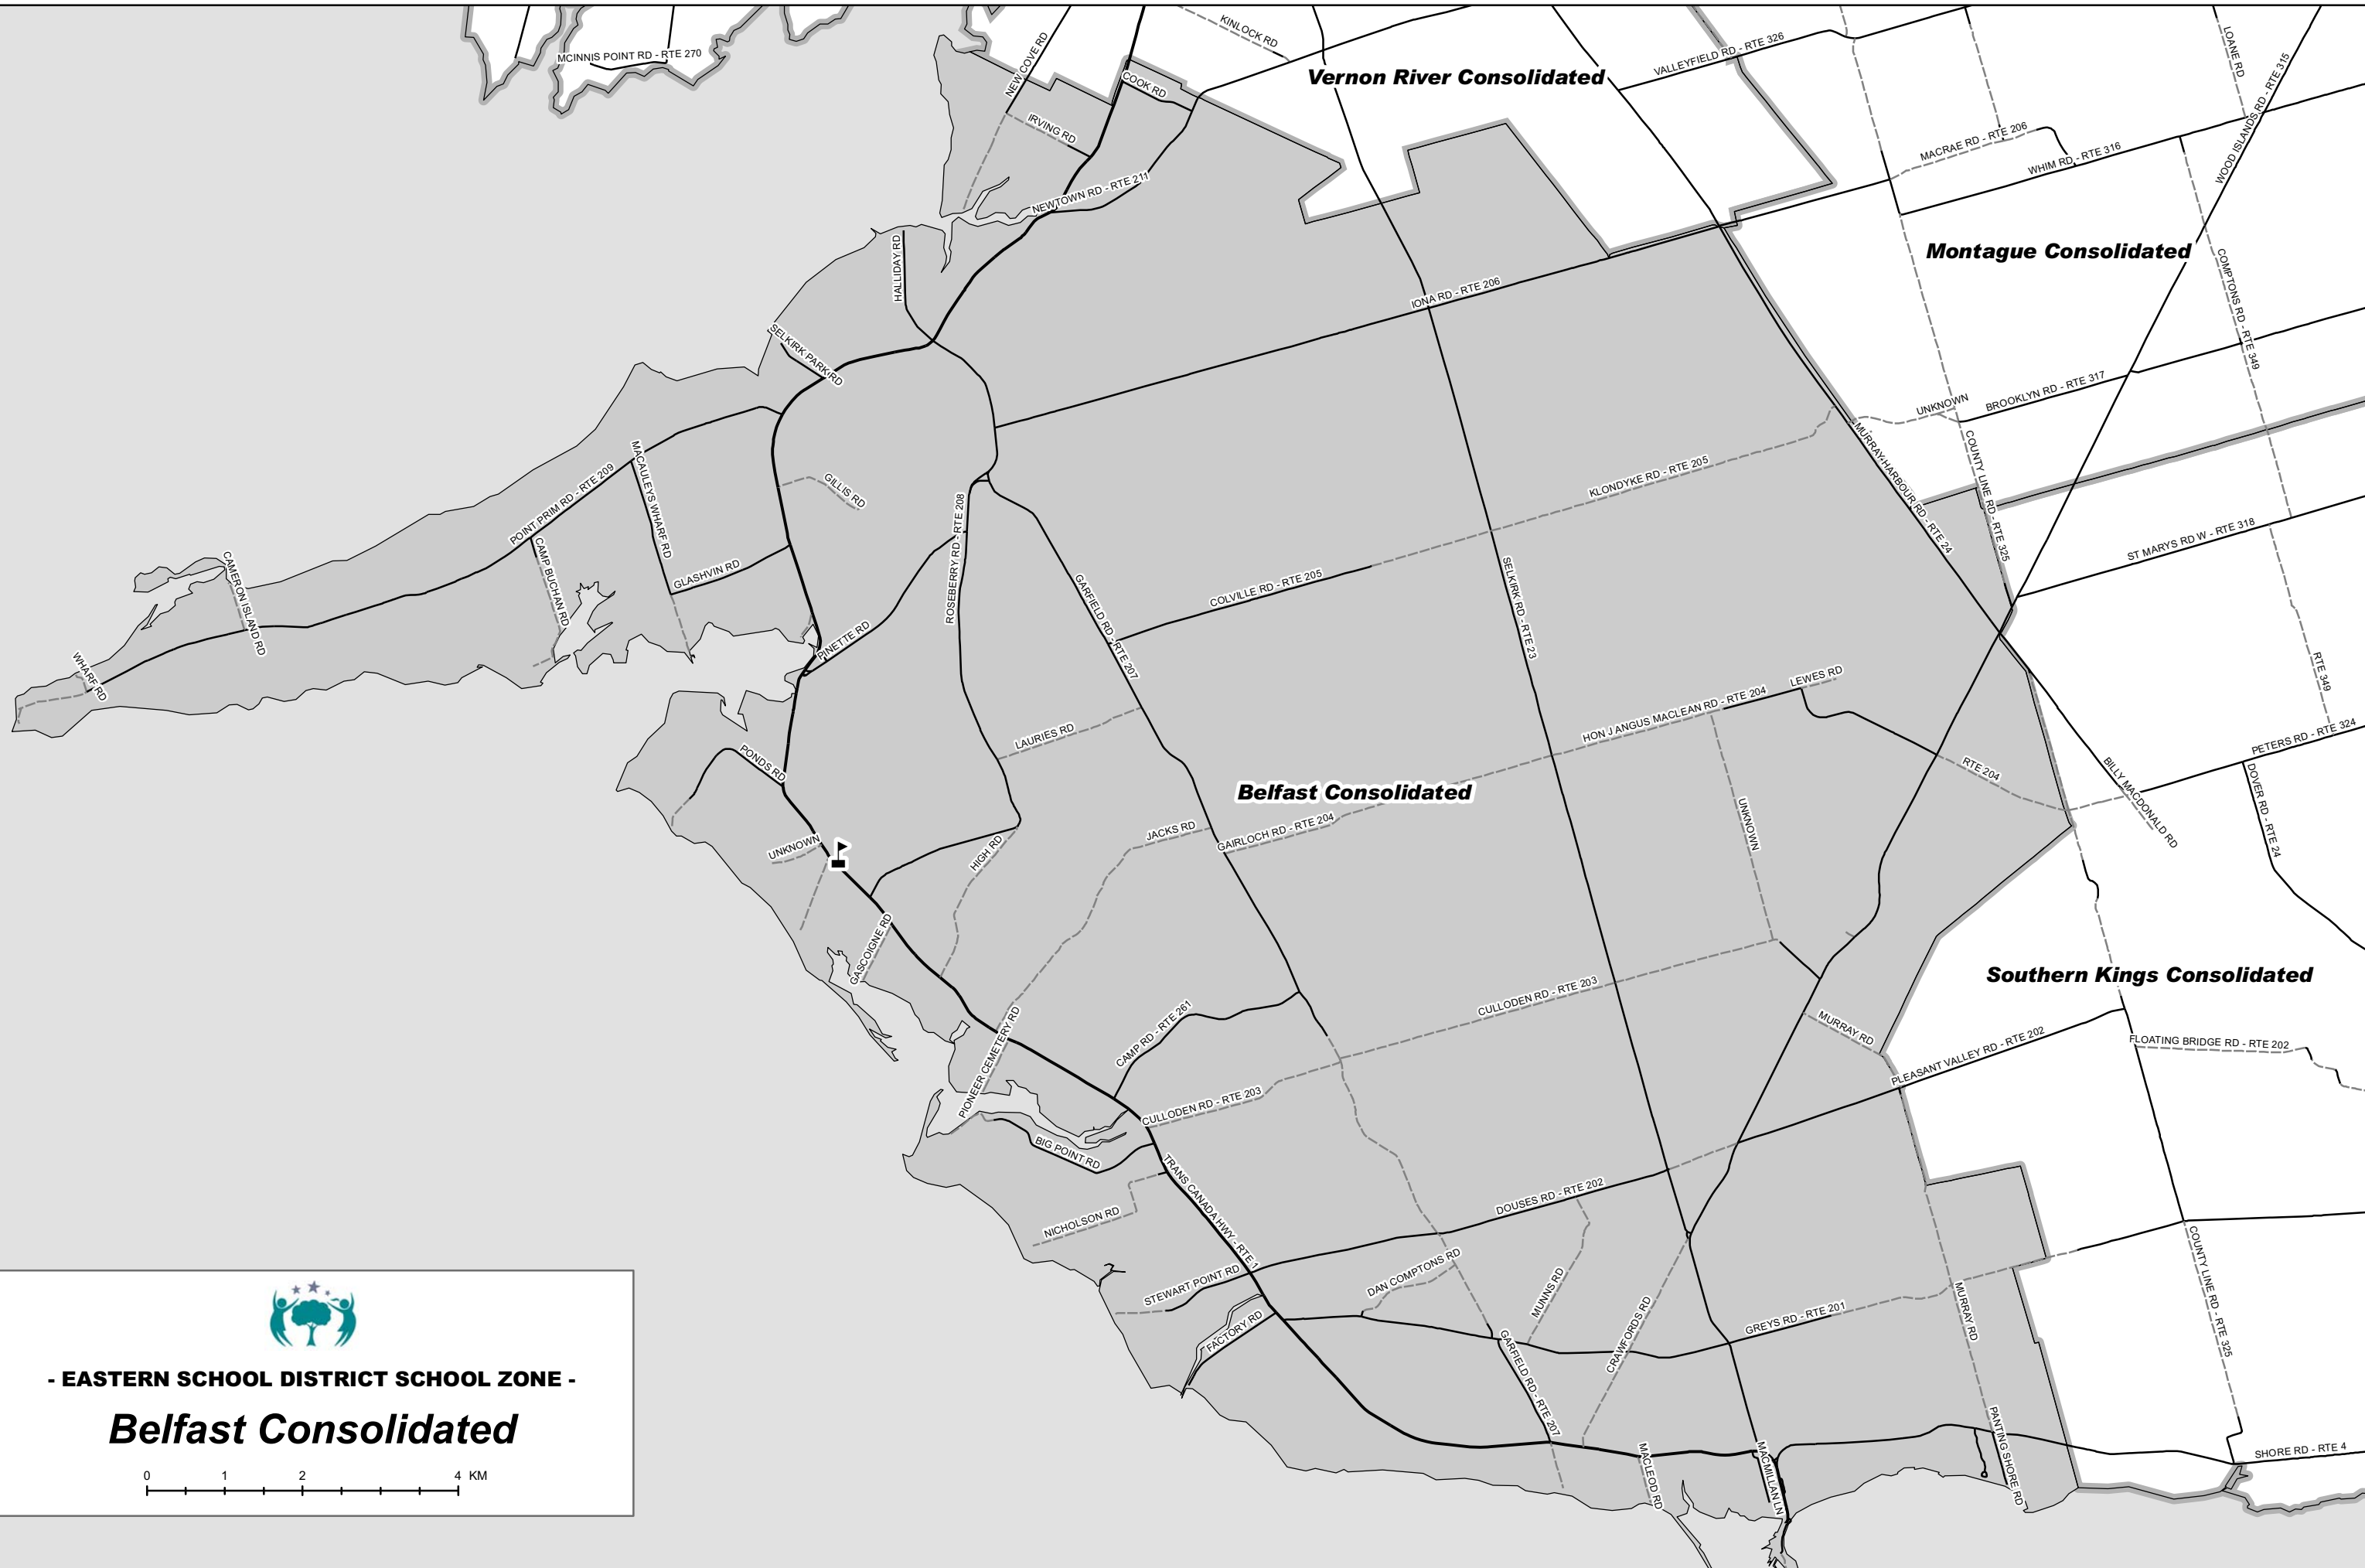 MCINNIS POINT RD - RTE 270
NEW COVE RD
KINLOCK RD
COOK RD
IRVING RD
NEWTOWN RD - RTE 211
Vernon River Consolidated
VALLEYFIELD RD - RTE 326
LOANE RD
WOOD ISLANDS RD - RTE 315
MACRAE RD - RTE 206
WHIM RD - RTE 316
Montague Consolidated
HALLIDAY RD
SELKIRK PARK RD
IONA RD - RTE 206
COMPTONS RD - RTE 349
UNKNOWN
BROOKLYN RD - RTE 317
MURRAY HARBOUR RD - RTE 24
COUNTY LINE RD - RTE 325
ST MARYS RD W - RTE 318
POINT PRIM RD - RTE 209
MACAULEYS WHARF RD
GILLIS RD
KLONDYKE RD - RTE 205
ROSEBERRY RD - RTE 208
CAMERON ISLAND RD
CAMP BUCHAN RD
GLASHVIN RD
COLVILLE RD - RTE 205
GARFIELD RD - RTE 207
SELKIRK RD - RTE 23
PINETTE RD
WHARF RD
LEWES RD
RTE 349
HON J ANGUS MACLEAN RD - RTE 204
LAURIES RD
PONDS RD
RTE 204
PETERS RD - RTE 324
BILLY MACDONALD RD
DOVER RD - RTE 24
Belfast Consolidated
UNKNOWN
JACKS RD
GAIRLOCH RD - RTE 204
UNKNOWN
HIGH RD
GASCOIGNE RD
Southern Kings Consolidated
CULLODEN RD - RTE 203
CAMP RD - RTE 261
PIONEER CEMETERY RD
MURRAY RD
PLEASANT VALLEY RD - RTE 202
FLOATING BRIDGE RD - RTE 202
CULLODEN RD - RTE 203
BIG POINT RD
TRANS CANADA HWY - RTE 1
NICHOLSON RD
DOUSES RD - RTE 202
STEWART POINT RD
DAN COMPTONS RD
MUNNS RD
FACTORY RD
CRAWFORDS RD
GREYS RD - RTE 201
MURRAY RD
COUNTY LINE RD - RTE 325
GARFIELD RD - RTE 207
MACLEOD RD
MACMILLAN LN
PANTING SHORE RD
SHORE RD - RTE 4
- EASTERN SCHOOL DISTRICT SCHOOL ZONE -
Belfast Consolidated
0 1 2 4 KM